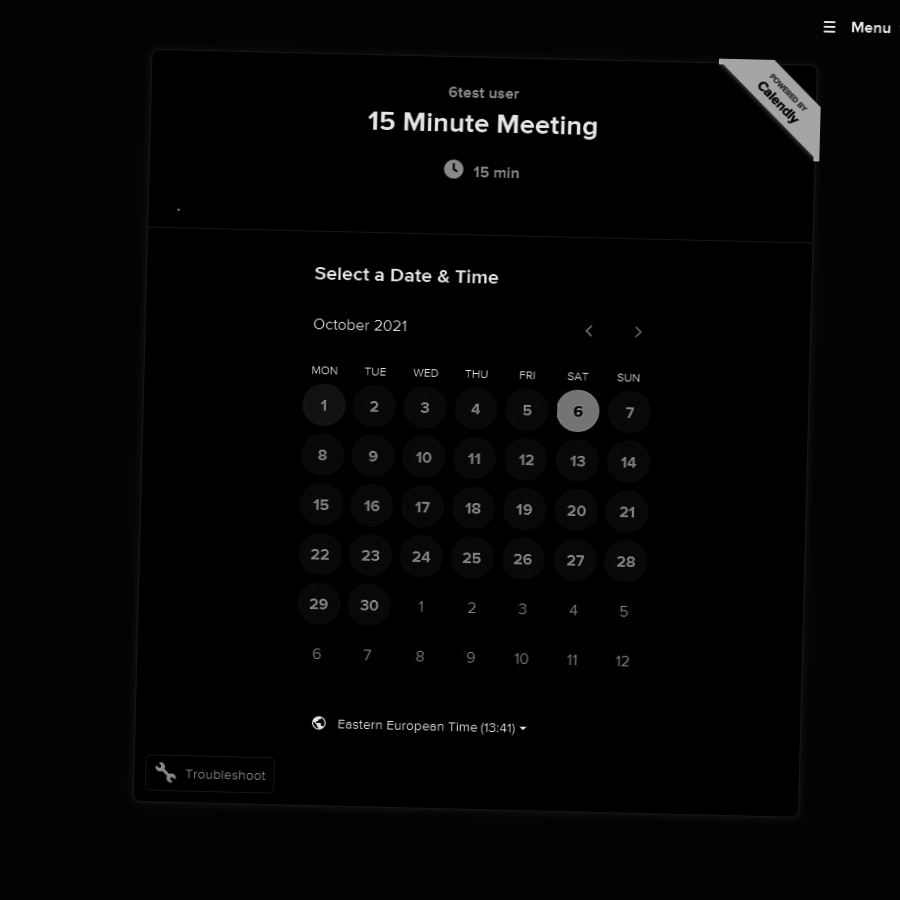 ☰ Menu
POWERED BY
Calendly
6test user
15 Minute Meeting
15 min
Select a Date & Time
October 2021
MON TUE WED THU FRI SAT SUN
1 2 3 4 5 6 7
8 9 10 11 12 13 14
15 16 17 18 19 20 21
22 23 24 25 26 27 28
29 30 1 2 3 4 5
6 7 8 9 10 11 12
Eastern European Time (13:41)
Troubleshoot